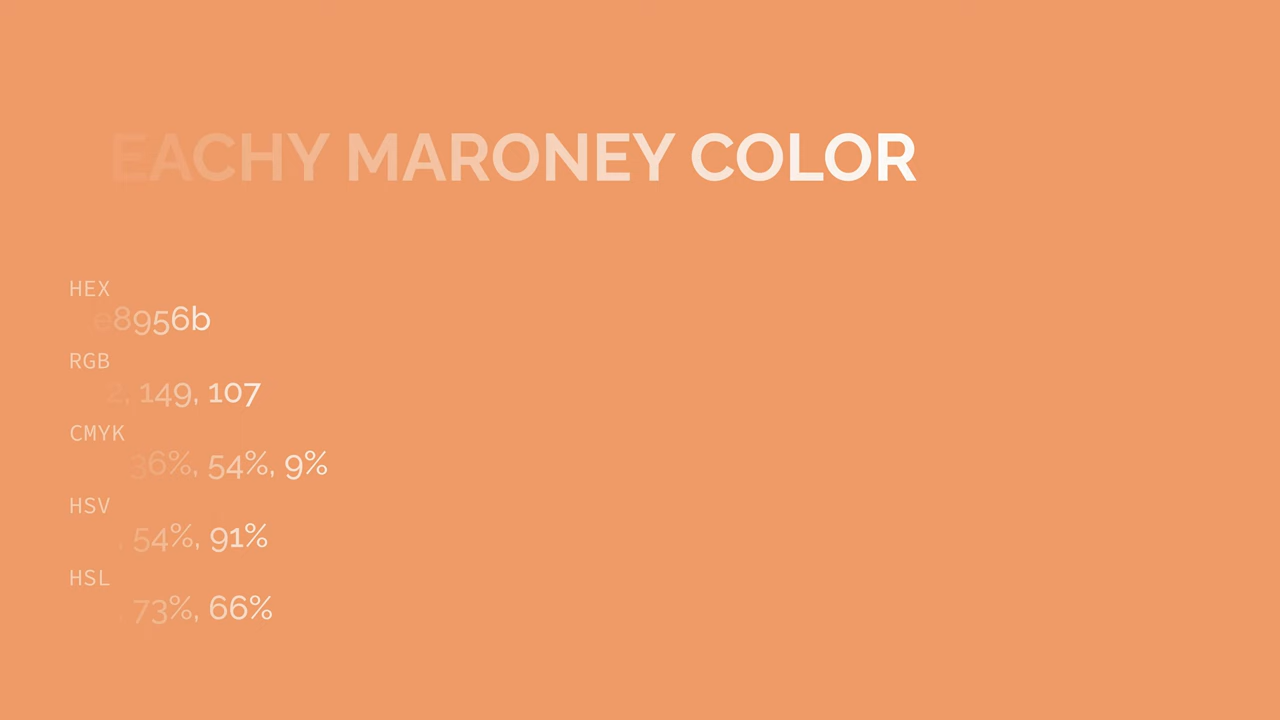 EACHY MARONEY COLOR
HEX
e8956b
RGB
2, 149, 107
CMYK
36%, 54%, 9%
HSV
, 54%, 91%
HSL
, 73%, 66%